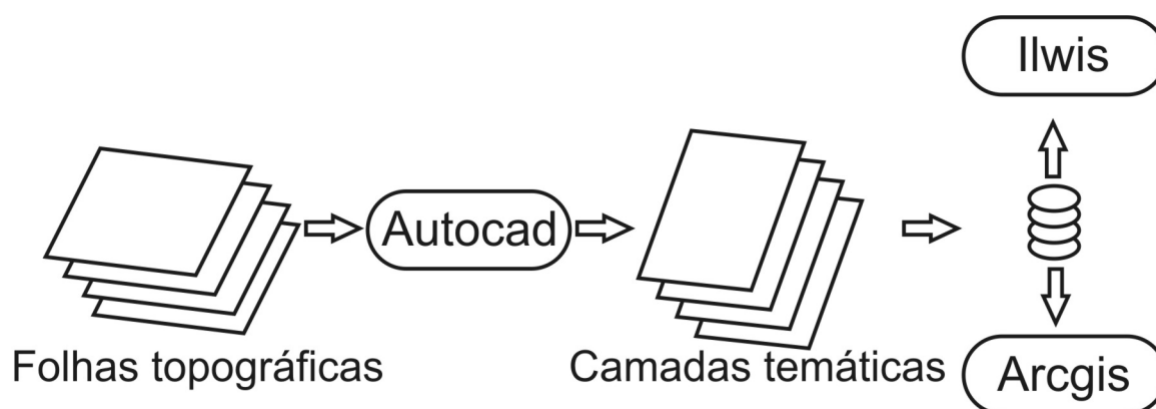 Ilwis
Autocad
Folhas topográficas
Camadas temáticas
Arcgis